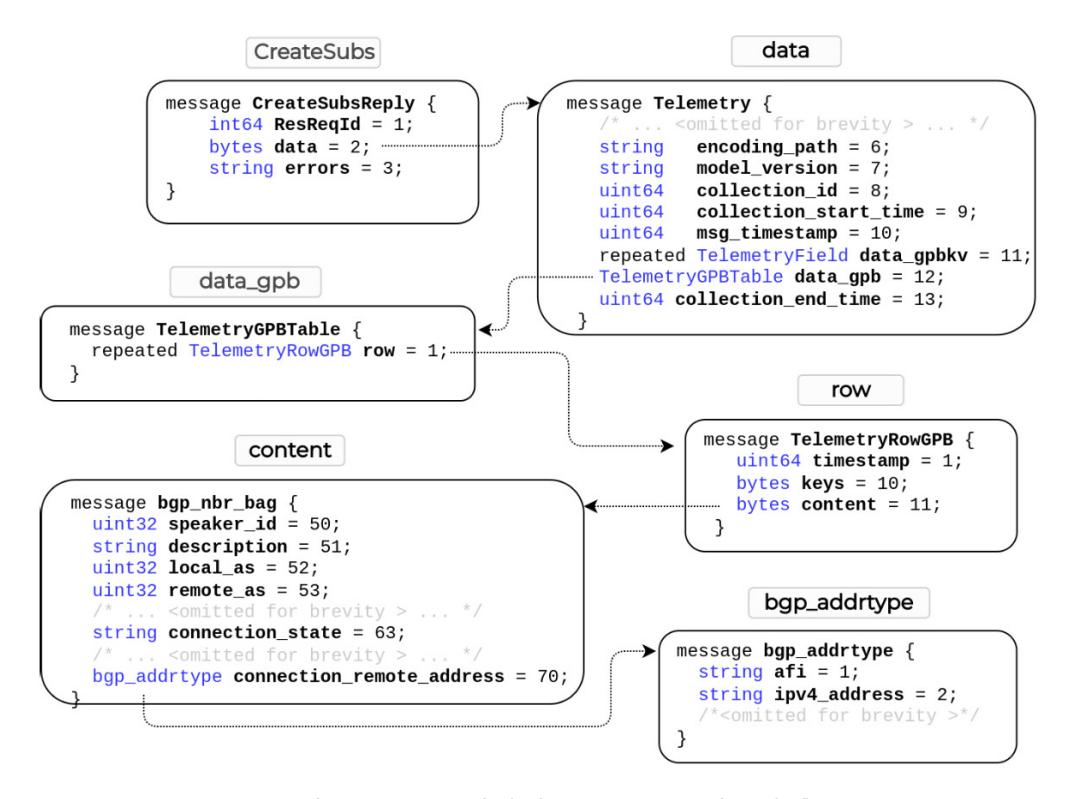 CreateSubs
message CreateSubsReply {
int64 ResReqId = 1;
bytes data = 2;
string errors = 3;
}
data
message Telemetry {
/* ... <omitted for brevity > ... */
string encoding_path = 6;
string model_version = 7;
uint64 collection_id = 8;
uint64 collection_start_time = 9;
uint64 msg_timestamp = 10;
repeated TelemetryField data_gpbkv = 11;
TelemetryGPBTable data_gpb = 12;
uint64 collection_end_time = 13;
}
data_gpb
message TelemetryGPBTable {
repeated TelemetryRowGPB row = 1;
}
row
message TelemetryRowGPB {
uint64 timestamp = 1;
bytes keys = 10;
bytes content = 11;
}
content
message bgp_nbr_bag {
uint32 speaker_id = 50;
string description = 51;
uint32 local_as = 52;
uint32 remote_as = 53;
/* ... <omitted for brevity > ... */
string connection_state = 63;
/* ... <omitted for brevity > ... */
bgp_addrtype connection_remote_address = 70;
}
bgp_addrtype
message bgp_addrtype {
string afi = 1;
string ipv4_address = 2;
/*<omitted for brevity >*/
}